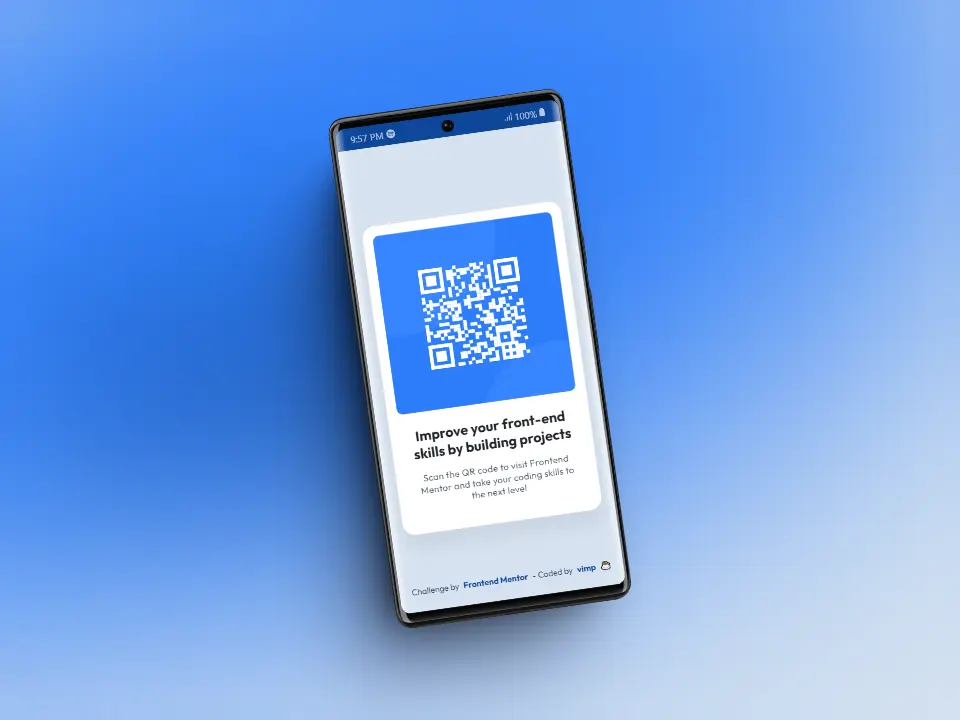 9:57 PM 100%
Improve your front-end
skills by building projects
Scan the QR code to visit Frontend
Mentor and take your coding skills to
the next level
Challenge by Frontend Mentor - Coded by vimp